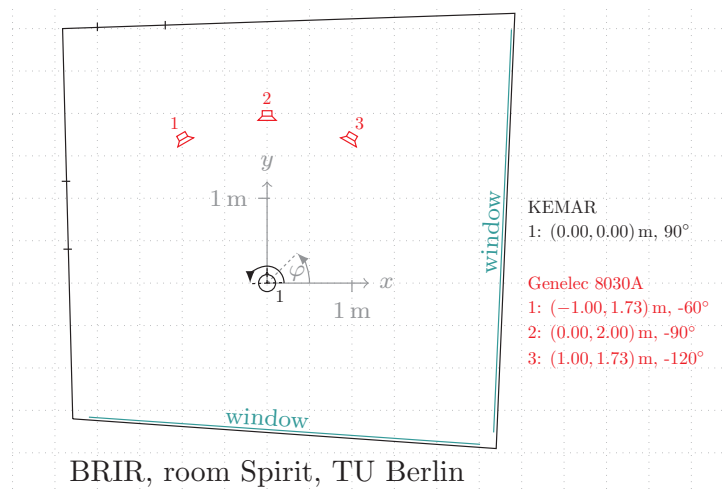 2
1
3
y
1 m
φ
x
1
1 m
window
window
KEMAR
1: (0.00, 0.00) m, 90°
Genelec 8030A
1: (−1.00, 1.73) m, -60°
2: (0.00, 2.00) m, -90°
3: (1.00, 1.73) m, -120°
BRIR, room Spirit, TU Berlin